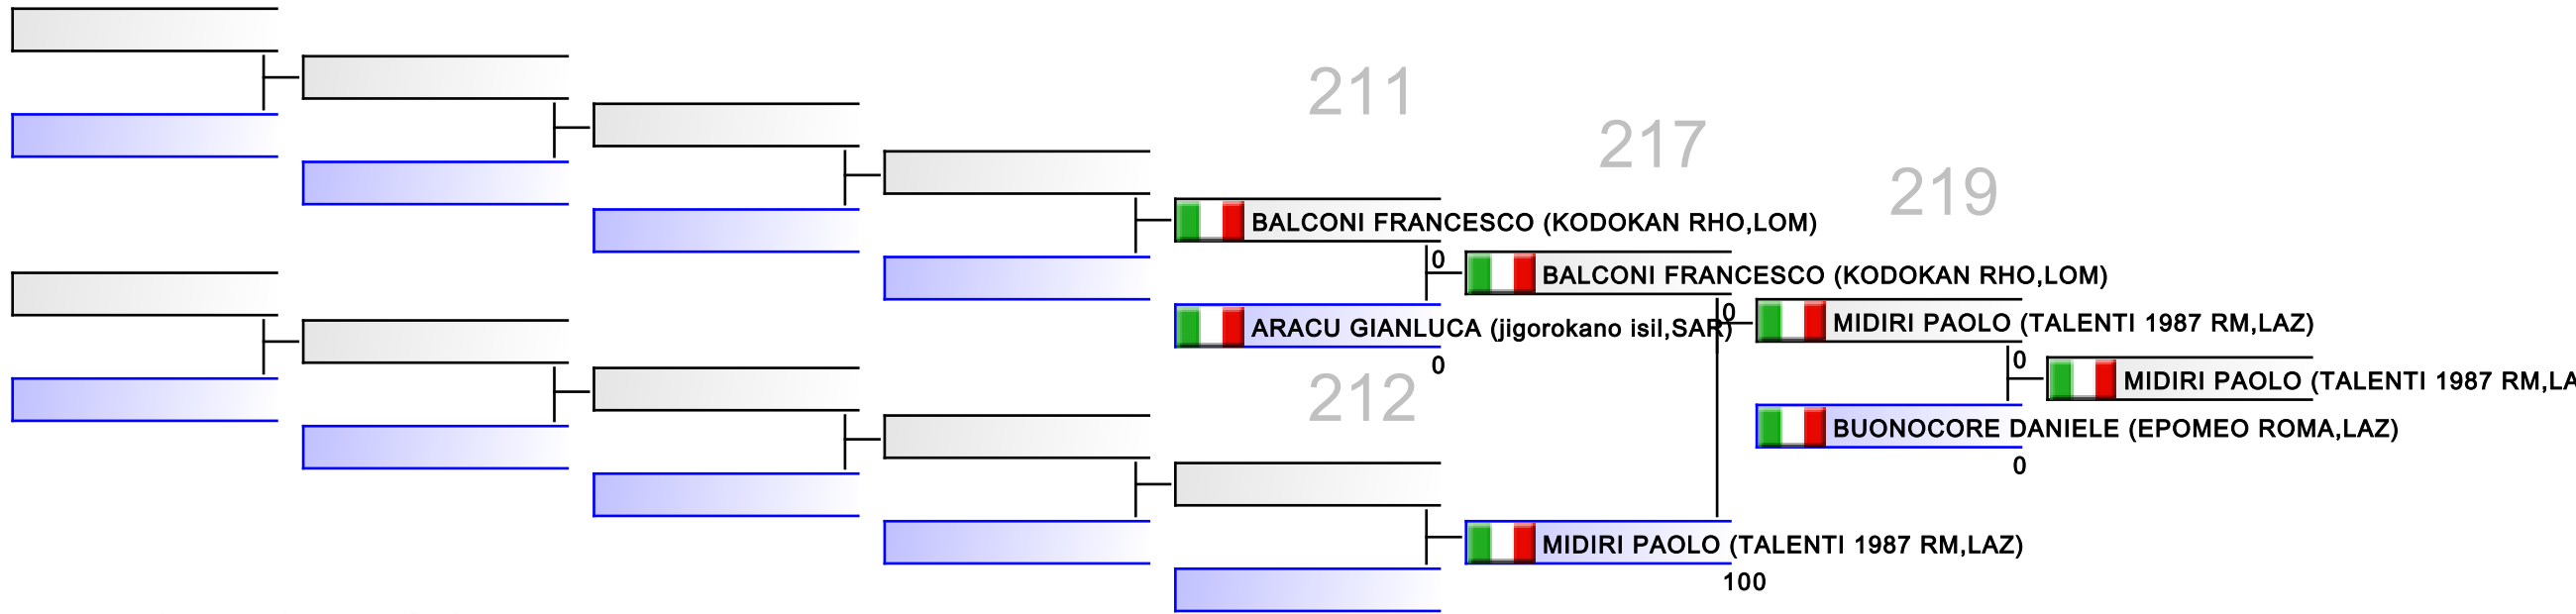 211
217
219
BALCONI FRANCESCO (KODOKAN RHO,LOM)
0
BALCONI FRANCESCO (KODOKAN RHO,LOM)
0
MIDIRI PAOLO (TALENTI 1987 RM,LAZ)
ARACU GIANLUCA (jigorokano isil,SAR)
0
0
MIDIRI PAOLO (TALENTI 1987 RM,LA
212
BUONOCORE DANIELE (EPOMEO ROMA,LAZ)
0
MIDIRI PAOLO (TALENTI 1987 RM,LAZ)
100